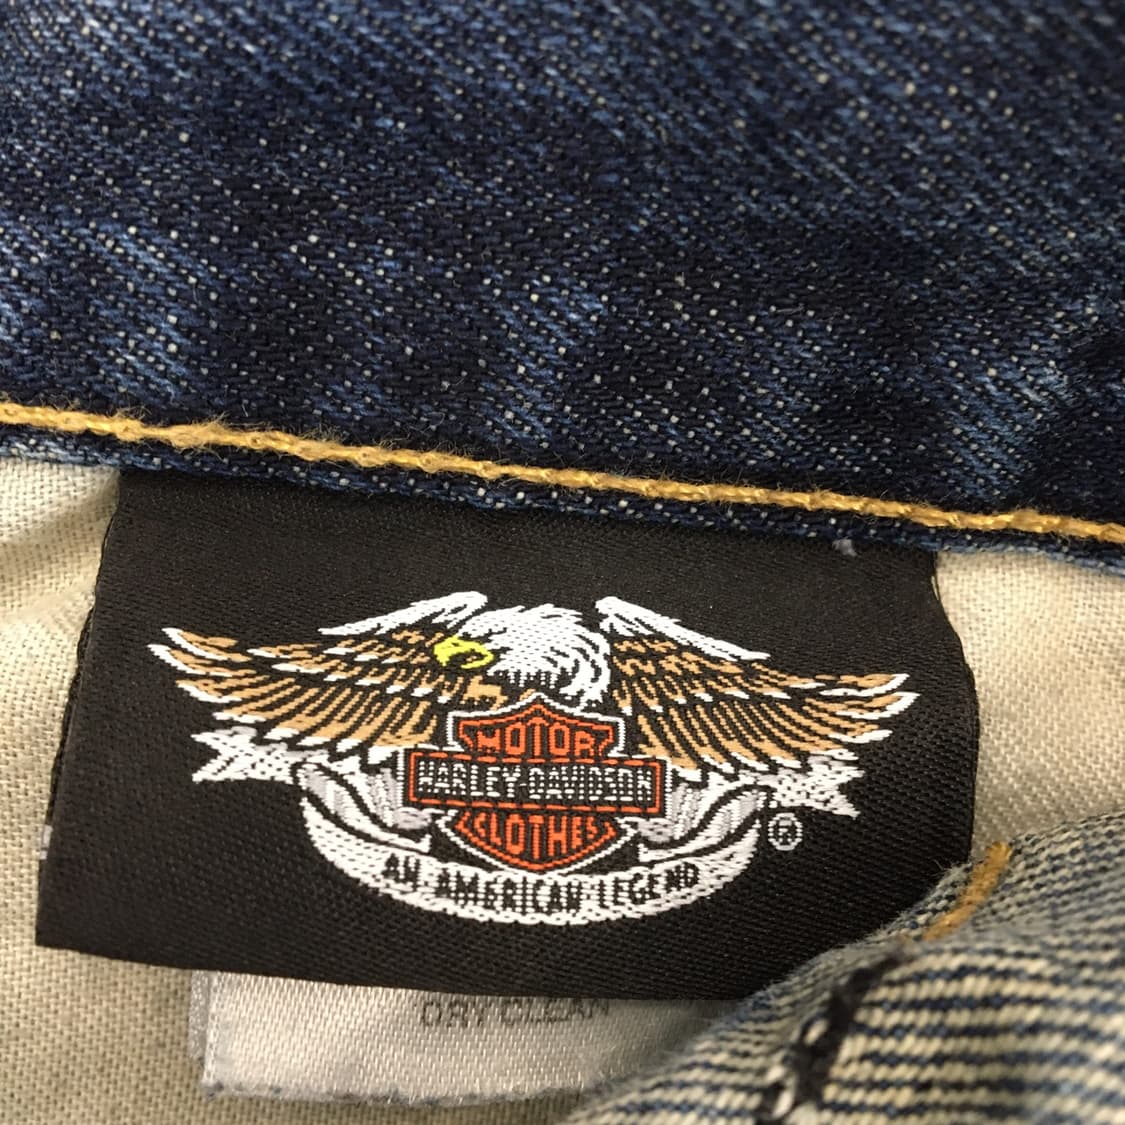 MOTOR
HARLEY-DAVIDSON
CLOTHES
®
AN AMERICAN LEGEND
DRY CLEAN